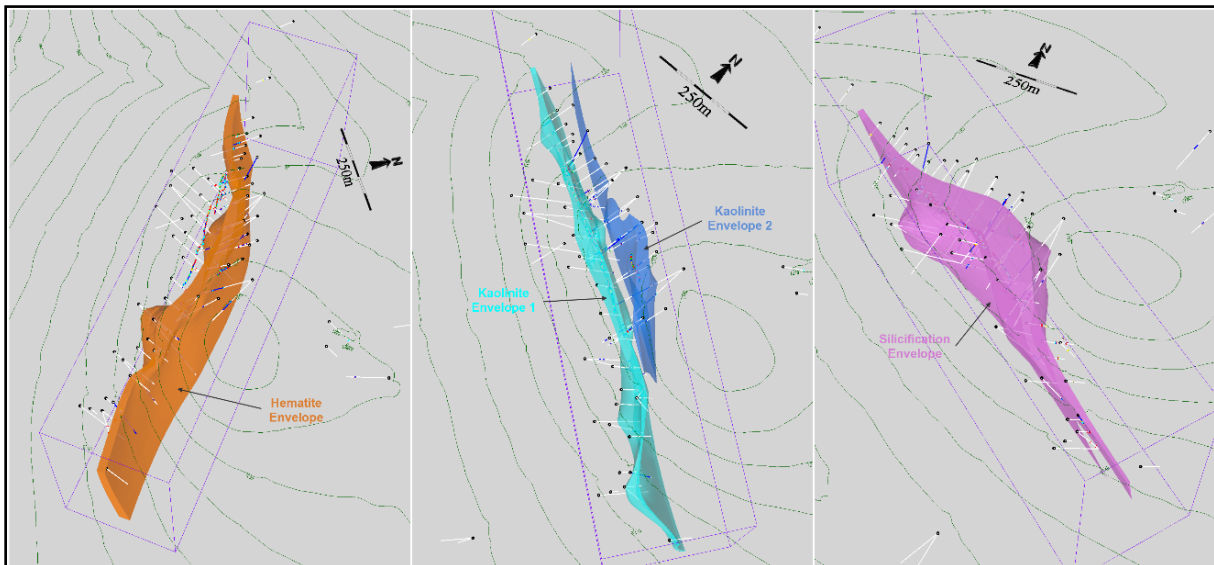 N
250m
Hematite
Envelope
N
250m
Kaolinite
Envelope 2
Kaolinite
Envelope 1
N
250m
Silicification
Envelope